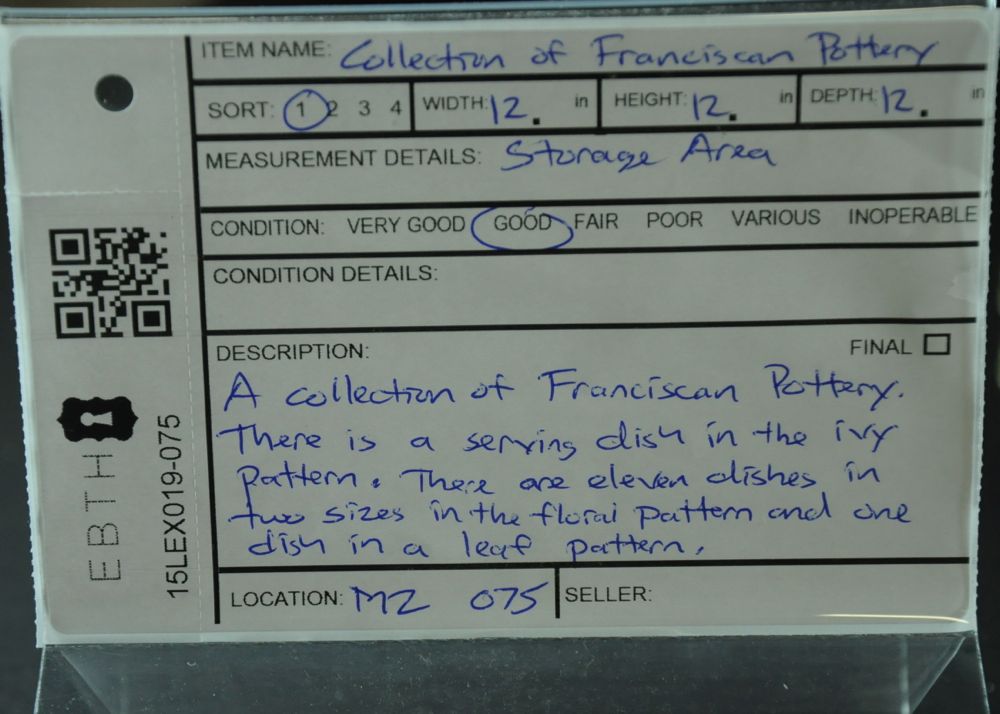 ITEM NAME: Collection of Franciscan Pottery
SORT: 1 2 3 4 WIDTH: 12. in HEIGHT: 12. in DEPTH: 12. in
MEASUREMENT DETAILS: Storage Area
CONDITION: VERY GOOD GOOD FAIR POOR VARIOUS INOPERABLE
CONDITION DETAILS:
DESCRIPTION: FINAL
A collection of Franciscan Pottery.
There is a serving dish in the ivy
pattern. There are eleven dishes in
two sizes in the floral pattern and one
dish in a leaf pattern.
LOCATION: MZ 075 SELLER:
EBTH
15LEX019-075